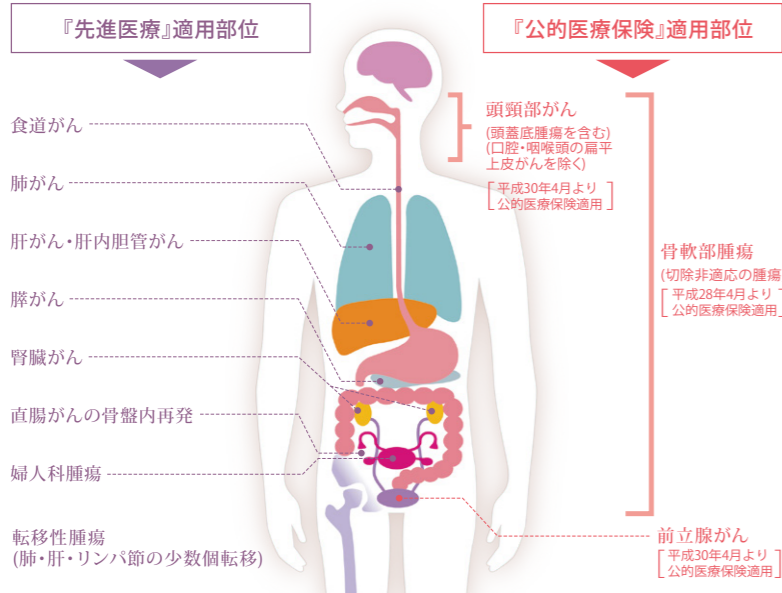 『先進医療』適用部位
食道がん
肺がん
肝がん・肝内胆管がん
膵がん
腎臓がん
直腸がんの骨盤内再発
婦人科腫瘍
転移性腫瘍
(肺・肝・リンパ節の少数個転移)
『公的医療保険』適用部位
頭頸部がん
(頭蓋底腫瘍を含む)
(口腔・咽喉頭の扁平
上皮がんを除く)
[平成30年4月より
公的医療保険適用]
骨軟部腫瘍
(切除非適応の腫瘍
[平成28年4月より
公的医療保険適用]
前立腺がん
[平成30年4月より
公的医療保険適用]